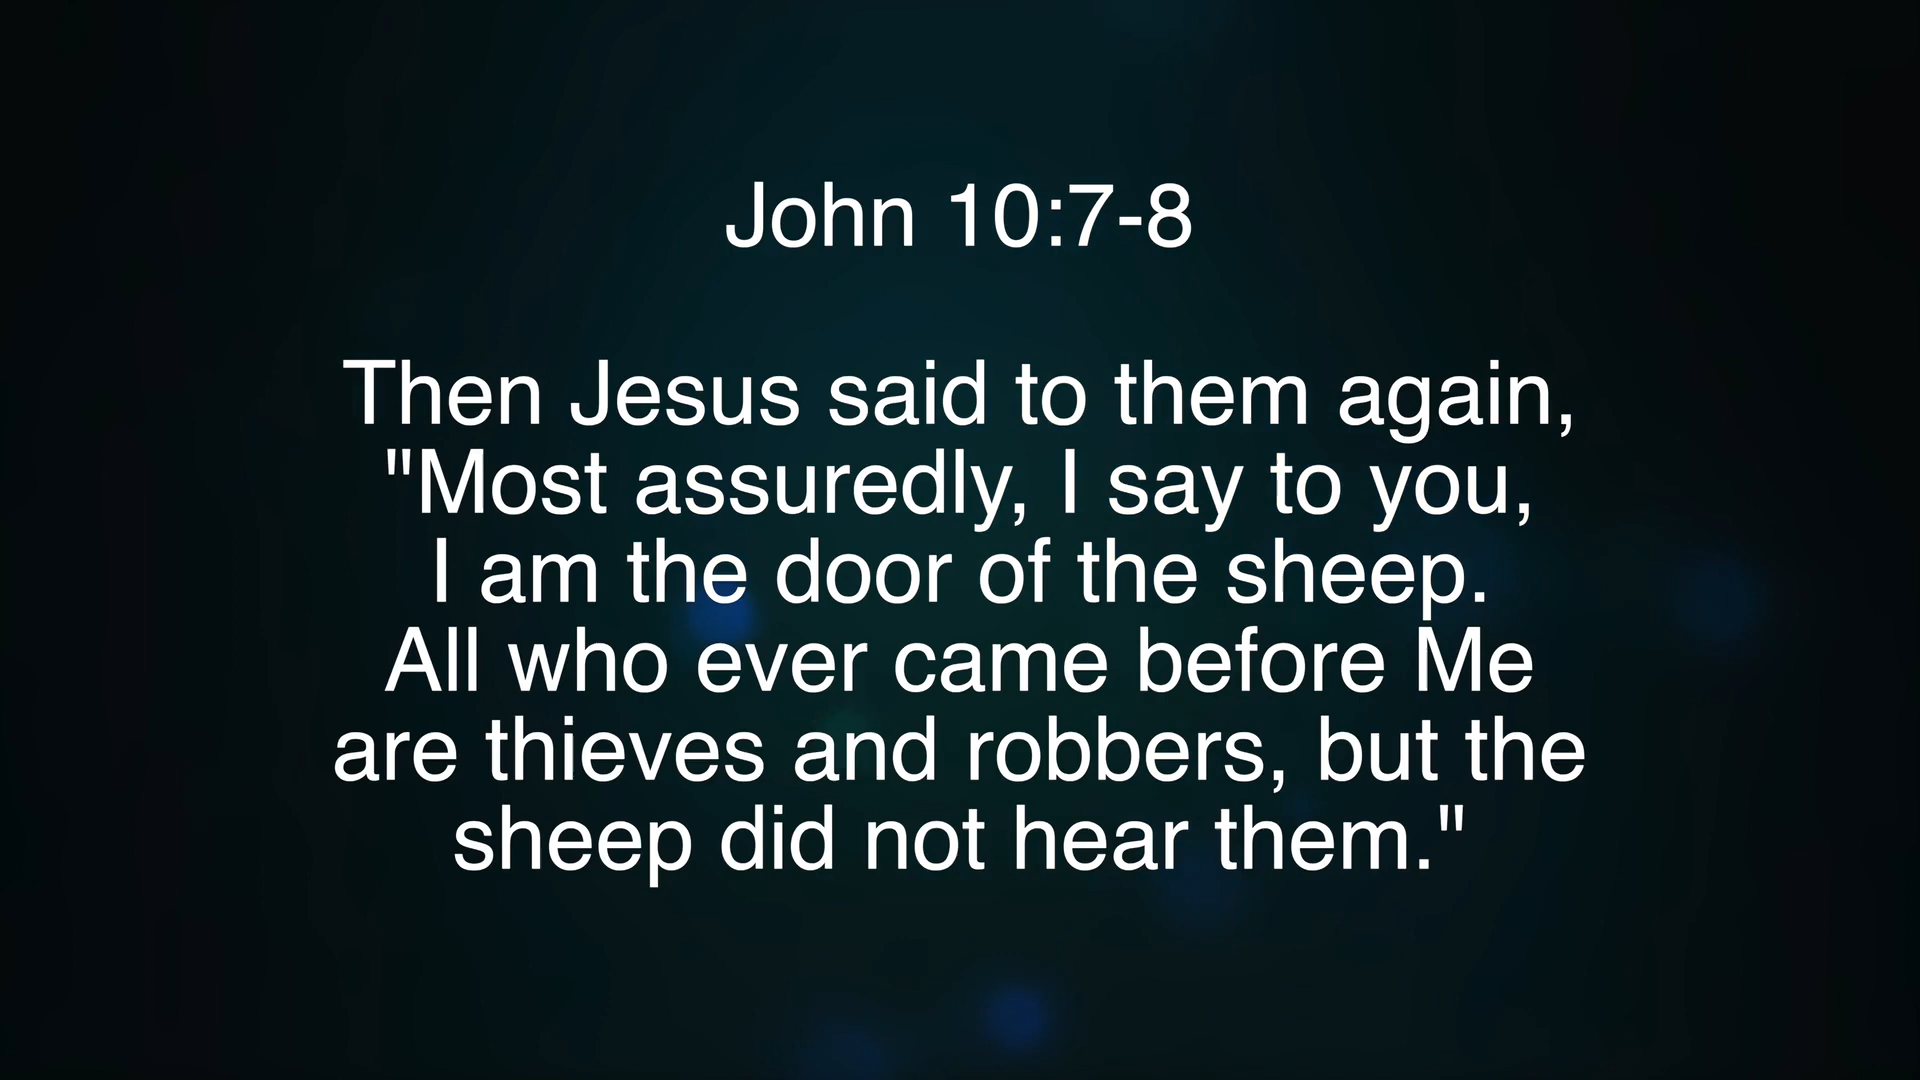 John 10:7-8
Then Jesus said to them again,
"Most assuredly, I say to you,
I am the door of the sheep.
All who ever came before Me
are thieves and robbers, but the
sheep did not hear them."